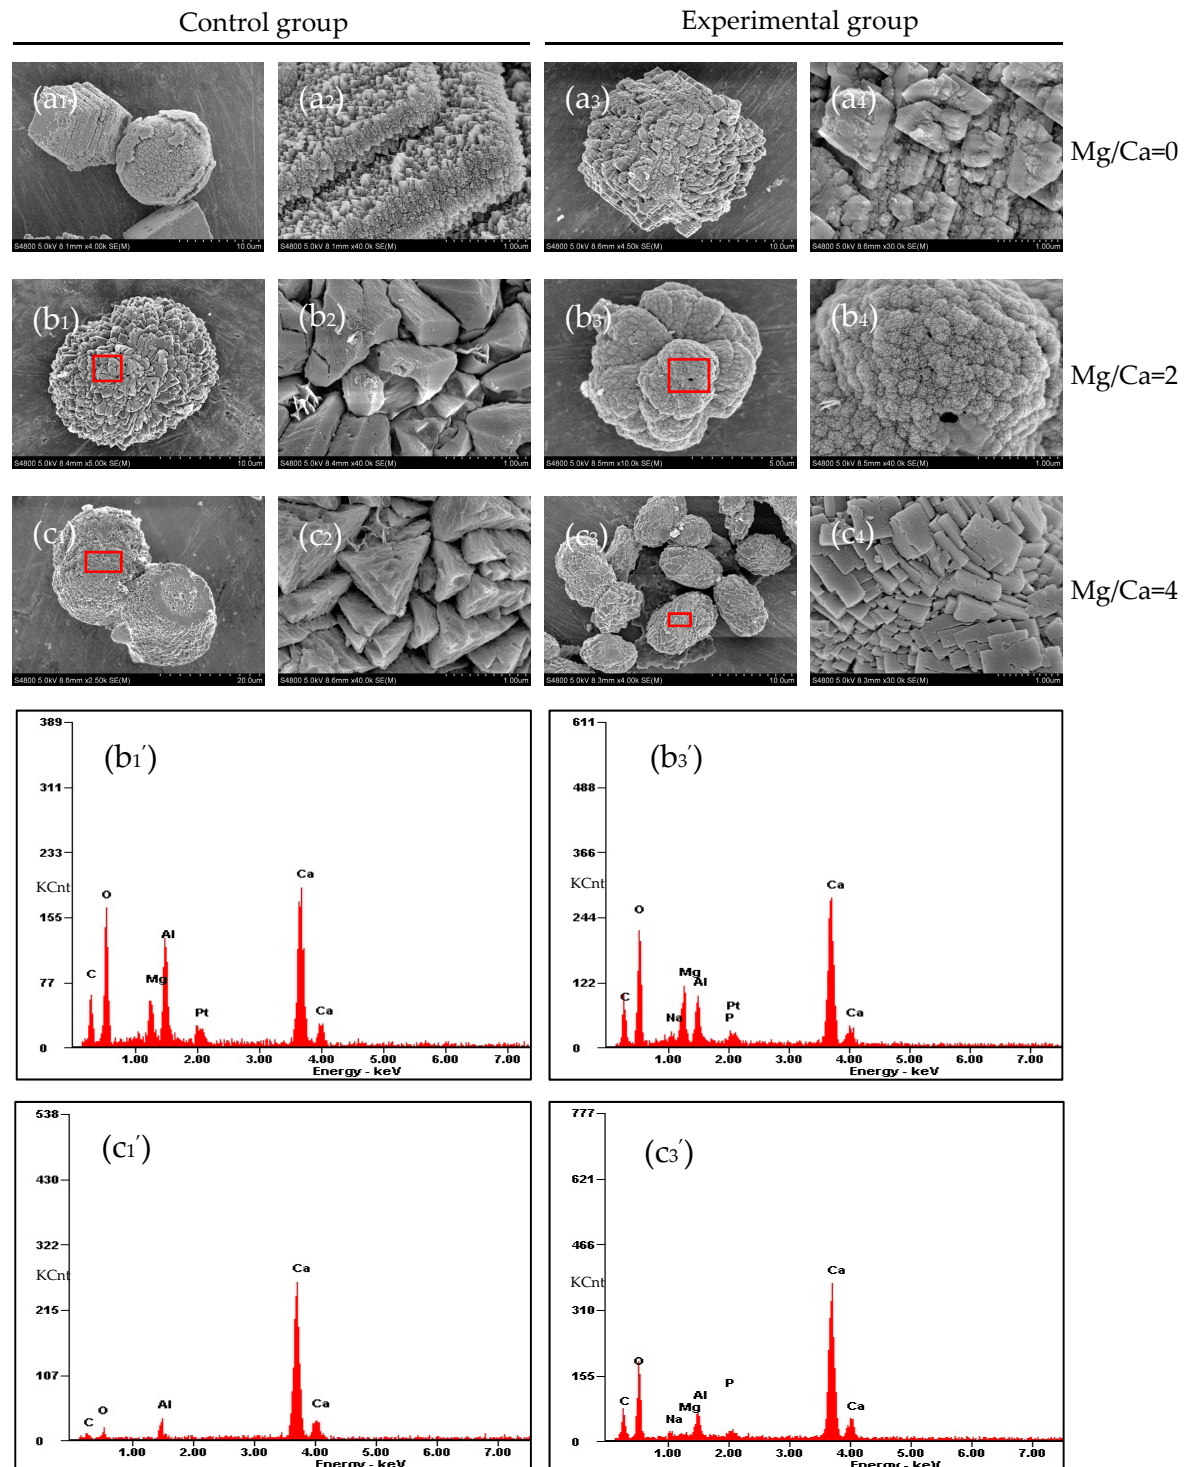 Control group
Experimental group
(a1)
(a2)
(a3)
(a4)
Mg/Ca=0
S4800 5.0kV 8.1mm x4.00k SE(M) 10.0um
S4800 5.0kV 8.1mm x40.0k SE(M) 1.00um
S4800 5.0kV 8.6mm x4.50k SE(M) 10.0um
S4800 5.0kV 8.6mm x30.0k SE(M) 1.00um
(b1)
(b2)
(b3)
(b4)
Mg/Ca=2
S4800 5.0kV 8.4mm x5.00k SE(M) 10.0um
S4800 5.0kV 8.4mm x40.0k SE(M) 1.00um
S4800 5.0kV 8.5mm x10.0k SE(M) 5.00um
S4800 5.0kV 8.5mm x40.0k SE(M) 1.00um
(c1)
(c2)
(c3)
(c4)
Mg/Ca=4
S4800 5.0kV 8.6mm x2.50k SE(M) 20.0um
S4800 5.0kV 8.6mm x40.0k SE(M) 1.00um
S4800 5.0kV 8.3mm x4.00k SE(M) 10.0um
S4800 5.0kV 8.3mm x30.0k SE(M) 1.00um
(b1′)
389
311
233
KCnt
155
77
0
C
O
Mg
Al
Pt
Ca
Ca
1.00 2.00 3.00 4.00 5.00 6.00 7.00
Energy - keV
(b3′)
611
488
366
KCnt
244
122
0
C
O
Na
Mg
Al
Pt
P
Ca
Ca
1.00 2.00 3.00 4.00 5.00 6.00 7.00
Energy - keV
(c1′)
538
430
322
KCnt
215
107
0
C
O
Al
Ca
Ca
1.00 2.00 3.00 4.00 5.00 6.00 7.00
Energy - keV
(c3′)
777
621
466
KCnt
310
155
0
C
O
Na
Mg
Al
P
Ca
Ca
1.00 2.00 3.00 4.00 5.00 6.00 7.00
Energy - keV